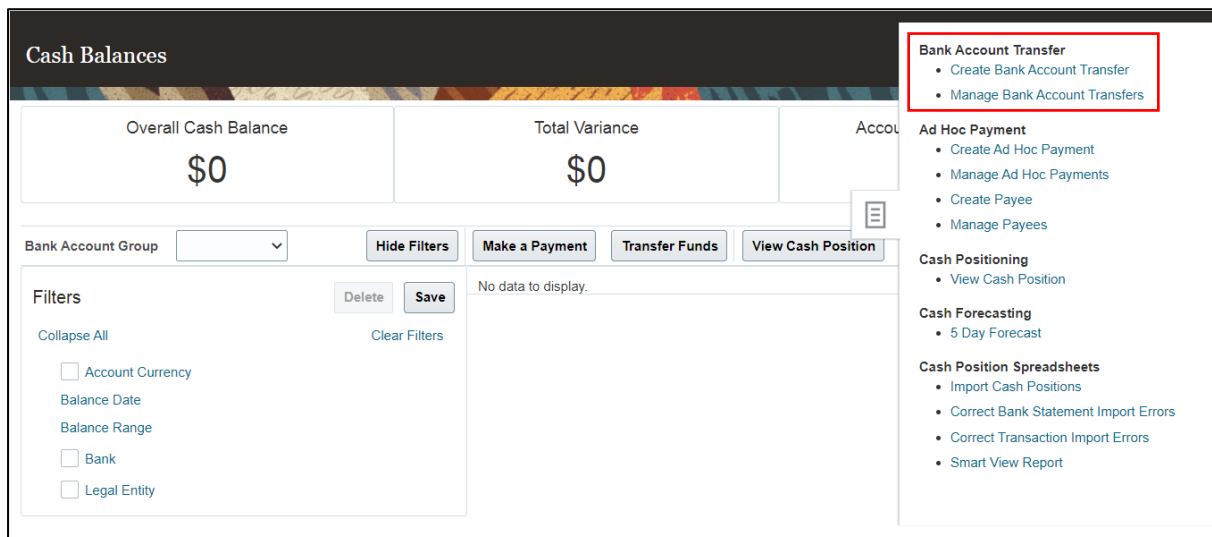 Cash Balances
Overall Cash Balance
$0
Total Variance
$0
Bank Account Group
Hide Filters
Make a Payment
Transfer Funds
View Cash Position
Filters
Delete
Save
No data to display.
Collapse All
Clear Filters
Account Currency
Balance Date
Balance Range
Bank
Legal Entity
Bank Account Transfer
Create Bank Account Transfer
Manage Bank Account Transfers
Ad Hoc Payment
Create Ad Hoc Payment
Manage Ad Hoc Payments
Create Payee
Manage Payees
Cash Positioning
View Cash Position
Cash Forecasting
5 Day Forecast
Cash Position Spreadsheets
Import Cash Positions
Correct Bank Statement Import Errors
Correct Transaction Import Errors
Smart View Report